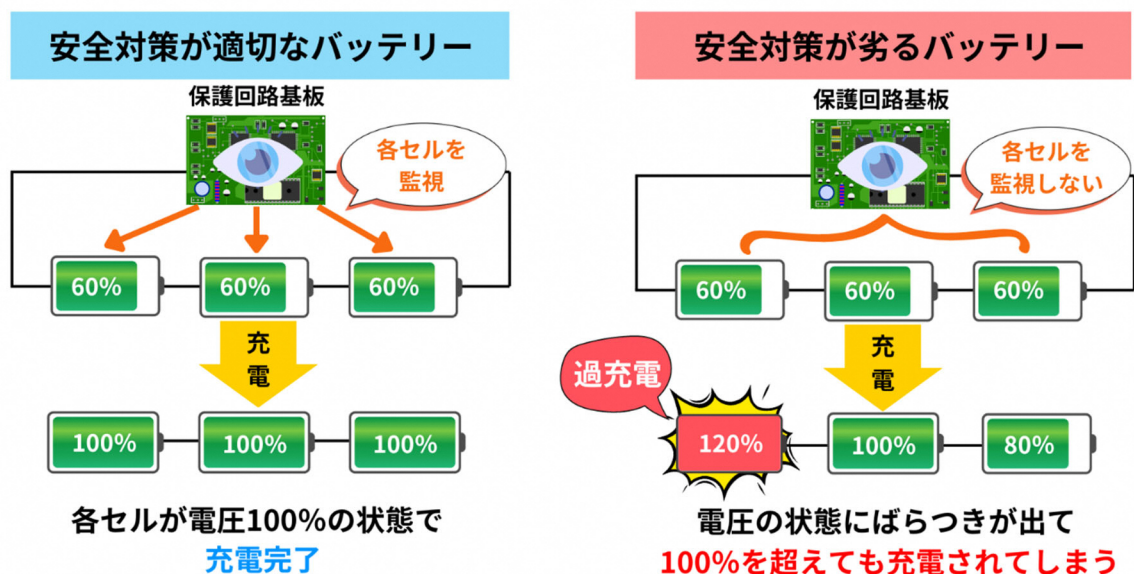 安全対策が適切なバッテリー
保護回路基板
各セルを
監視
60%
60%
60%
充
電
100%
100%
100%
各セルが電圧100%の状態で
充電完了
安全対策が劣るバッテリー
保護回路基板
各セルを
監視しない
60%
60%
60%
充
電
過充電
120%
100%
80%
電圧の状態にばらつきが出て
100%を超えても充電されてしまう